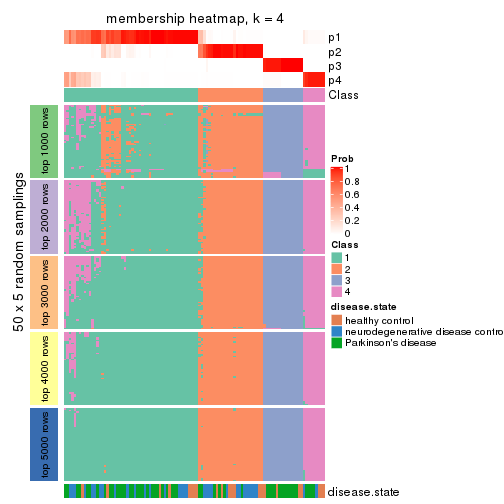 membership heatmap, k = 4
p1
p2
p3
p4
Class
50 x 5 random samplings
top 1000 rows
top 2000 rows
top 3000 rows
top 4000 rows
top 5000 rows
Prob
1
0.8
0.6
0.4
0.2
0
Class
1
2
3
4
disease.state
healthy control
neurodegenerative disease contro
Parkinson's disease
disease.state